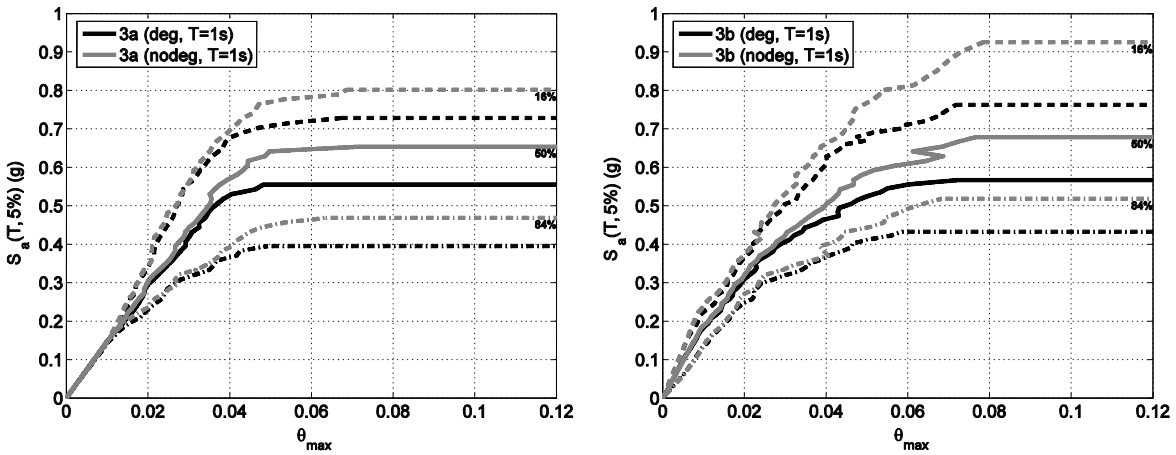 1
0.9
0.8
0.7
0.6
0.5
0.4
0.3
0.2
0.1
0
S a (T, 5%) (g)
3a (deg, T=1s)
3a (nodeg, T=1s)
16%
50%
84%
0 0.02 0.04 0.06 0.08 0.1 0.12
θ max
1
0.9
0.8
0.7
0.6
0.5
0.4
0.3
0.2
0.1
0
S a (T, 5%) (g)
3b (deg, T=1s)
3b (nodeg, T=1s)
16%
50%
84%
0 0.02 0.04 0.06 0.08 0.1 0.12
θ max